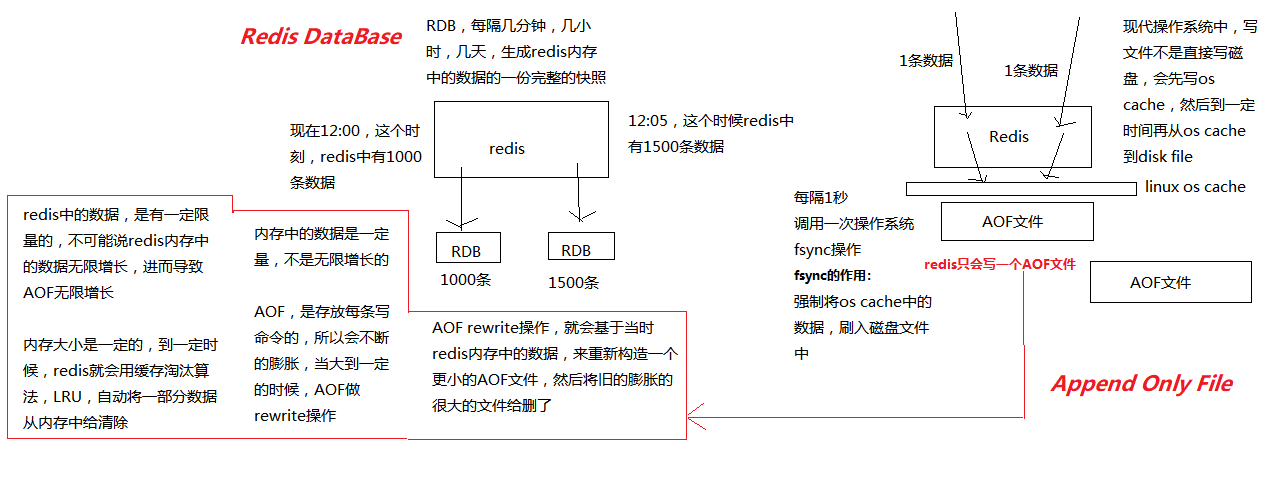 Redis DataBase
RDB，每隔几分钟，几小
时，几天，生成redis内存
中的数据的一份完整的快照
现在12:00，这个时
刻，redis中有1000
条数据
redis
12:05，这个时候redis中
有1500条数据
RDB
1000条
RDB
1500条
redis中的数据，是有一定限
量的，不可能说redis内存中
的数据无限增长，进而导致
AOF无限增长
内存大小是一定的，到一定时
候，redis就会用缓存淘汰算
法，LRU，自动将一部分数据
从内存中给清除
内存中的数据是一定
量，不是无限增长的
AOF，是存放每条写
命令的，所以会不断
的膨胀，当大到一定
的时候，AOF做
rewrite操作
AOF rewrite操作，就会基于当时
redis内存中的数据，来重新构造一个
更小的AOF文件，然后将旧的膨胀的
很大的文件给删了
1条数据
1条数据
现代操作系统中，写
文件不是直接写磁
盘，会先写os
cache，然后到一定
时间再从os cache
到disk file
Redis
linux os cache
每隔1秒
调用一次操作系统
fsync操作
fsync的作用：
强制将os cache中的
数据，刷入磁盘文件
中
AOF文件
redis只会写一个AOF文件
AOF文件
Append Only File